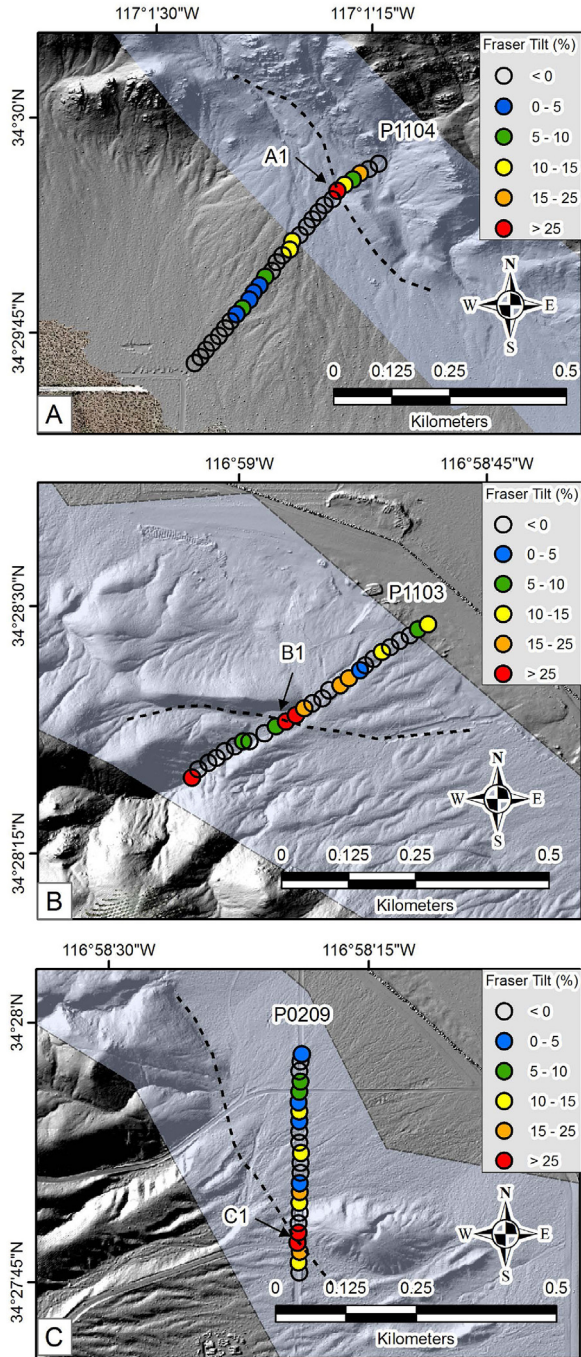 117°1'30"W 117°1'15"W
34°30'N
34°29'45"N
Fraser Tilt (%)
< 0
0 - 5
5 - 10
10 - 15
15 - 25
> 25
P1104
A1
N
W E
S
0 0.125 0.25 0.5
Kilometers
A
116°59'W 116°58'45"W
34°28'30"N
34°28'15"N
Fraser Tilt (%)
< 0
0 - 5
5 - 10
10 -15
15 - 25
> 25
P1103
B1
N
W E
S
0 0.125 0.25 0.5
Kilometers
B
116°58'30"W 116°58'15"W
34°28'N
34°27'45"N
Fraser Tilt (%)
< 0
0 - 5
5 - 10
10 - 15
15 - 25
> 25
P0209
C1
N
W E
S
0 0.125 0.25 0.5
Kilometers
C